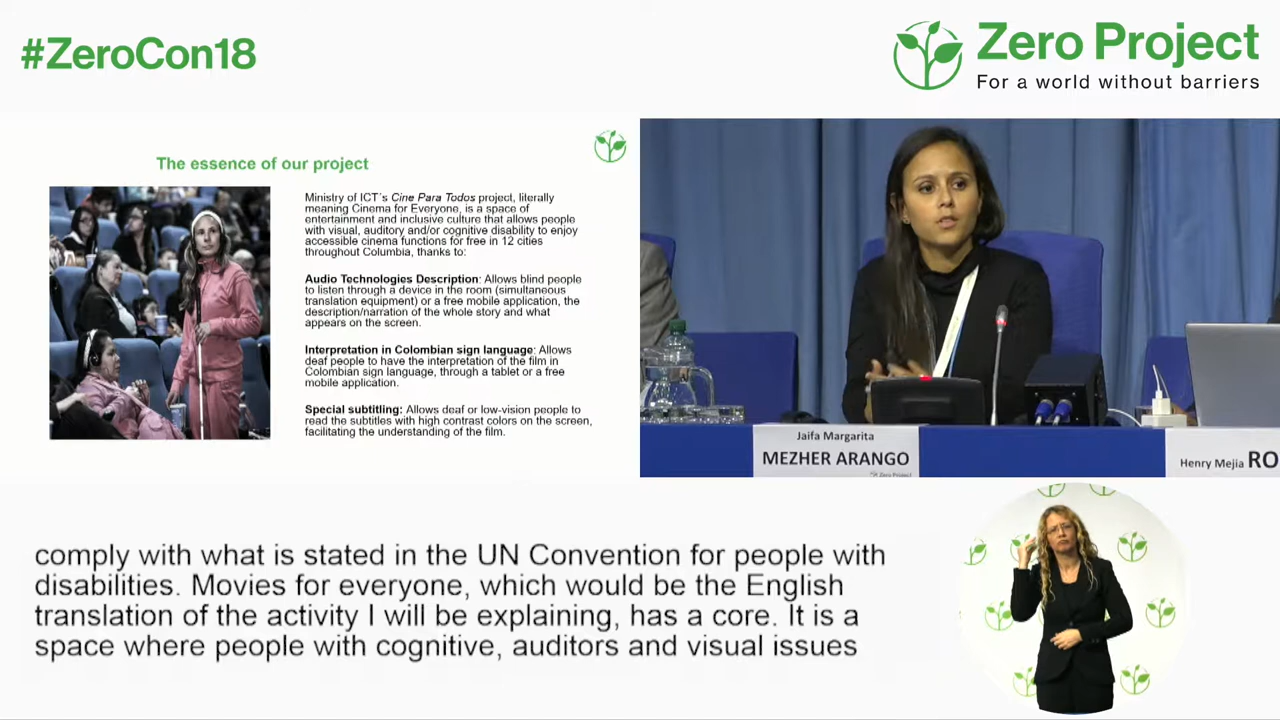 #ZeroCon18
Zero Project
For a world without barriers
The essence of our project
Ministry of ICT´s Cine Para Todos project, literally
meaning Cinema for Everyone, is a space of
entertainment and inclusive culture that allows people
with visual, auditory and/or cognitive disability to enjoy
accessible cinema functions for free in 12 cities
throughout Columbia, thanks to:
Audio Technologies Description: Allows blind people
to listen through a device in the room (simultaneous
translation equipment) or a free mobile application, the
description/narration of the whole story and what
appears on the screen.
Interpretation in Colombian sign language: Allows
deaf people to have the interpretation of the film in
Colombian sign language, through a tablet or a free
mobile application.
Special subtitling: Allows deaf or low-vision people to
read the subtitles with high contrast colors on the screen,
facilitating the understanding of the film.
Jaifa Margarita
MEZHER ARANGO
Zero Project
Henry Mejía RO
comply with what is stated in the UN Convention for people with
disabilities. Movies for everyone, which would be the English
translation of the activity I will be explaining, has a core. It is a
space where people with cognitive, auditors and visual issues